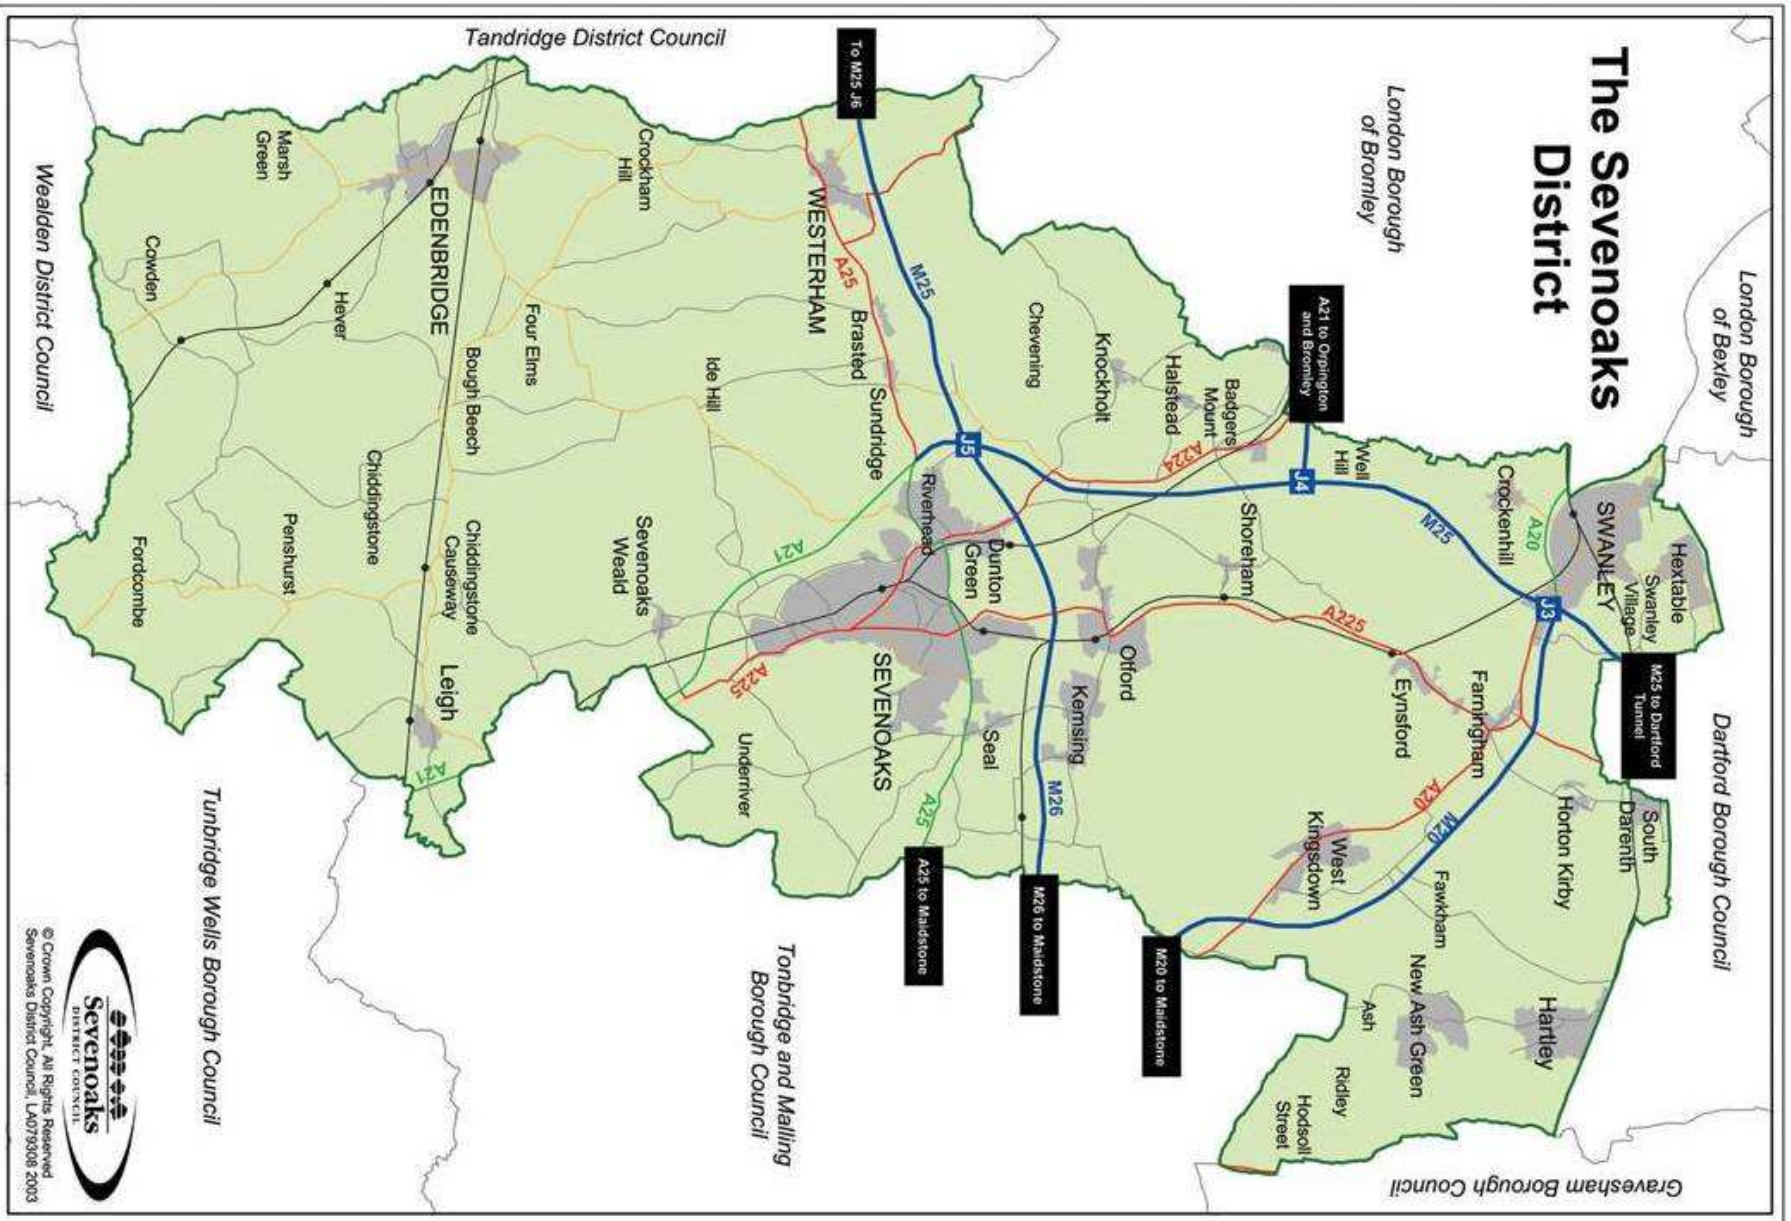 The Sevenoaks
District
London Borough
of Bexley
London Borough
of Bromley
Dartford Borough Council
Gravesham Borough Council
Tandridge District Council
Tonbridge and Malling
Borough Council
Tunbridge Wells Borough Council
Wealden District Council
Hextable
Swanley
Village
SWANLEY
A20
Crockenhill
J3
M25 to Dartford
Tunnel
M25
Well
Hill
J4
A21 to Orpington
and Bromley
South
Darenth
Horton Kirby
Farningham
Eynsford
A225
A20
M20
Fawkham
West
Kingsdown
Hartley
New Ash Green
Ash
Ridley
Hodsoll
Street
M20 to Maidstone
Badgers
Mount
Halstead
A224
Knockholt
Chevening
Shoreham
Otford
Kemsing
M26
M26 to Maidstone
Dunton
Green
Seal
Riverhead
J5
M25
To M25 J6
A25
WESTERHAM
Brasted
Sundridge
SEVENOAKS
A25
A25 to Maidstone
A21
A225
Underriver
Ide Hill
Sevenoaks
Weald
Crockham
Hill
Four Elms
Bough Beech
Chiddingstone
Causeway
Leigh
A21
EDENBRIDGE
Hever
Chiddingstone
Marsh
Green
Penshurst
Cowden
Fordcombe
Sevenoaks
DISTRICT COUNCIL
© Crown Copyright, All Rights Reserved
Sevenoaks District Council, LA079308 2003